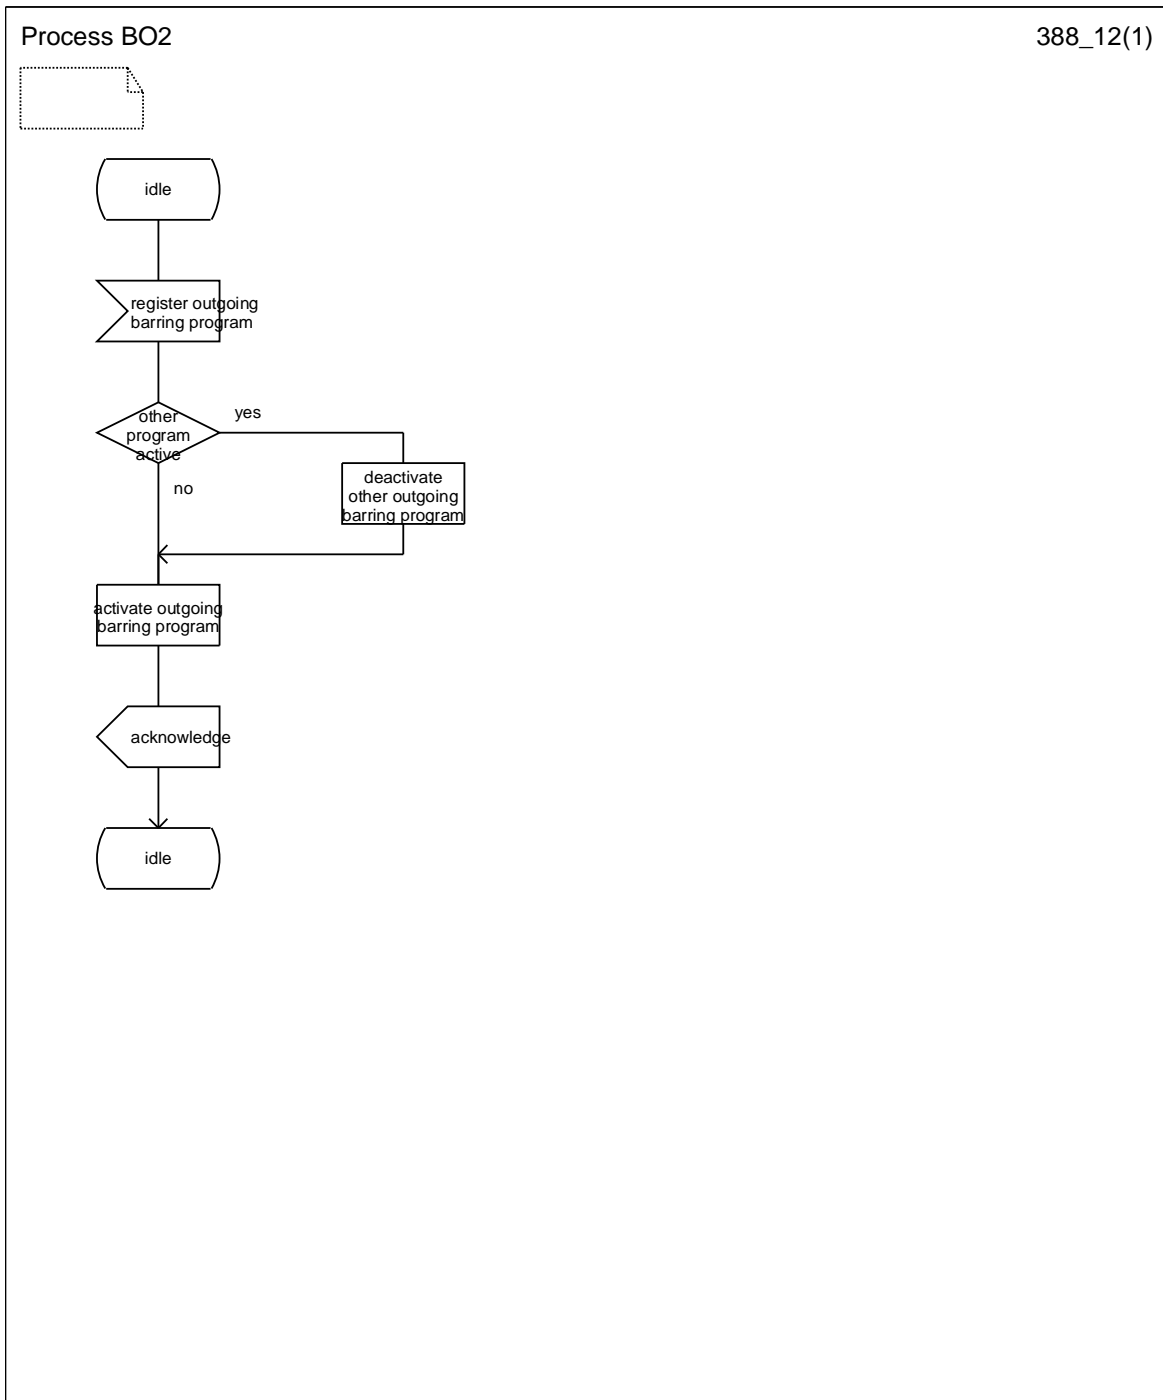 Process BO2
388_12(1)
idle
register outgoing
barring program
other
program
active
yes
no
deactivate
other outgoing
barring program
activate outgoing
barring program
acknowledge
idle